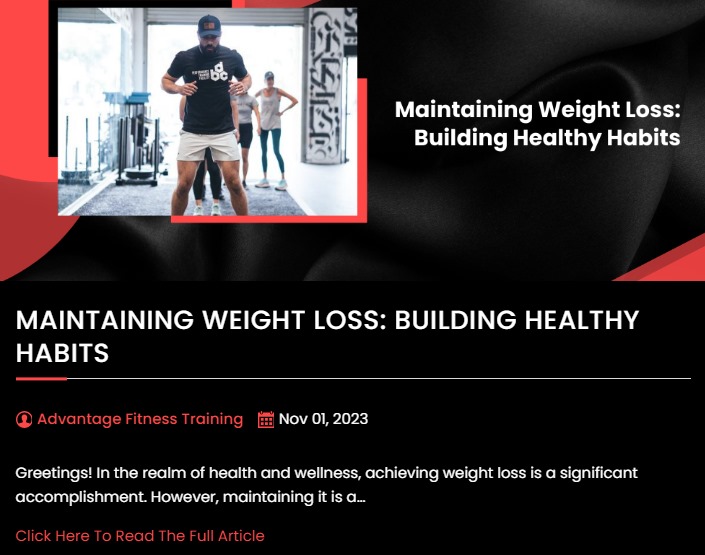 dbc
Maintaining Weight Loss:
Building Healthy Habits
MAINTAINING WEIGHT LOSS: BUILDING HEALTHY
HABITS
Advantage Fitness Training
Nov 01, 2023
Greetings! In the realm of health and wellness, achieving weight loss is a significant
accomplishment. However, maintaining it is a...
Click Here To Read The Full Article